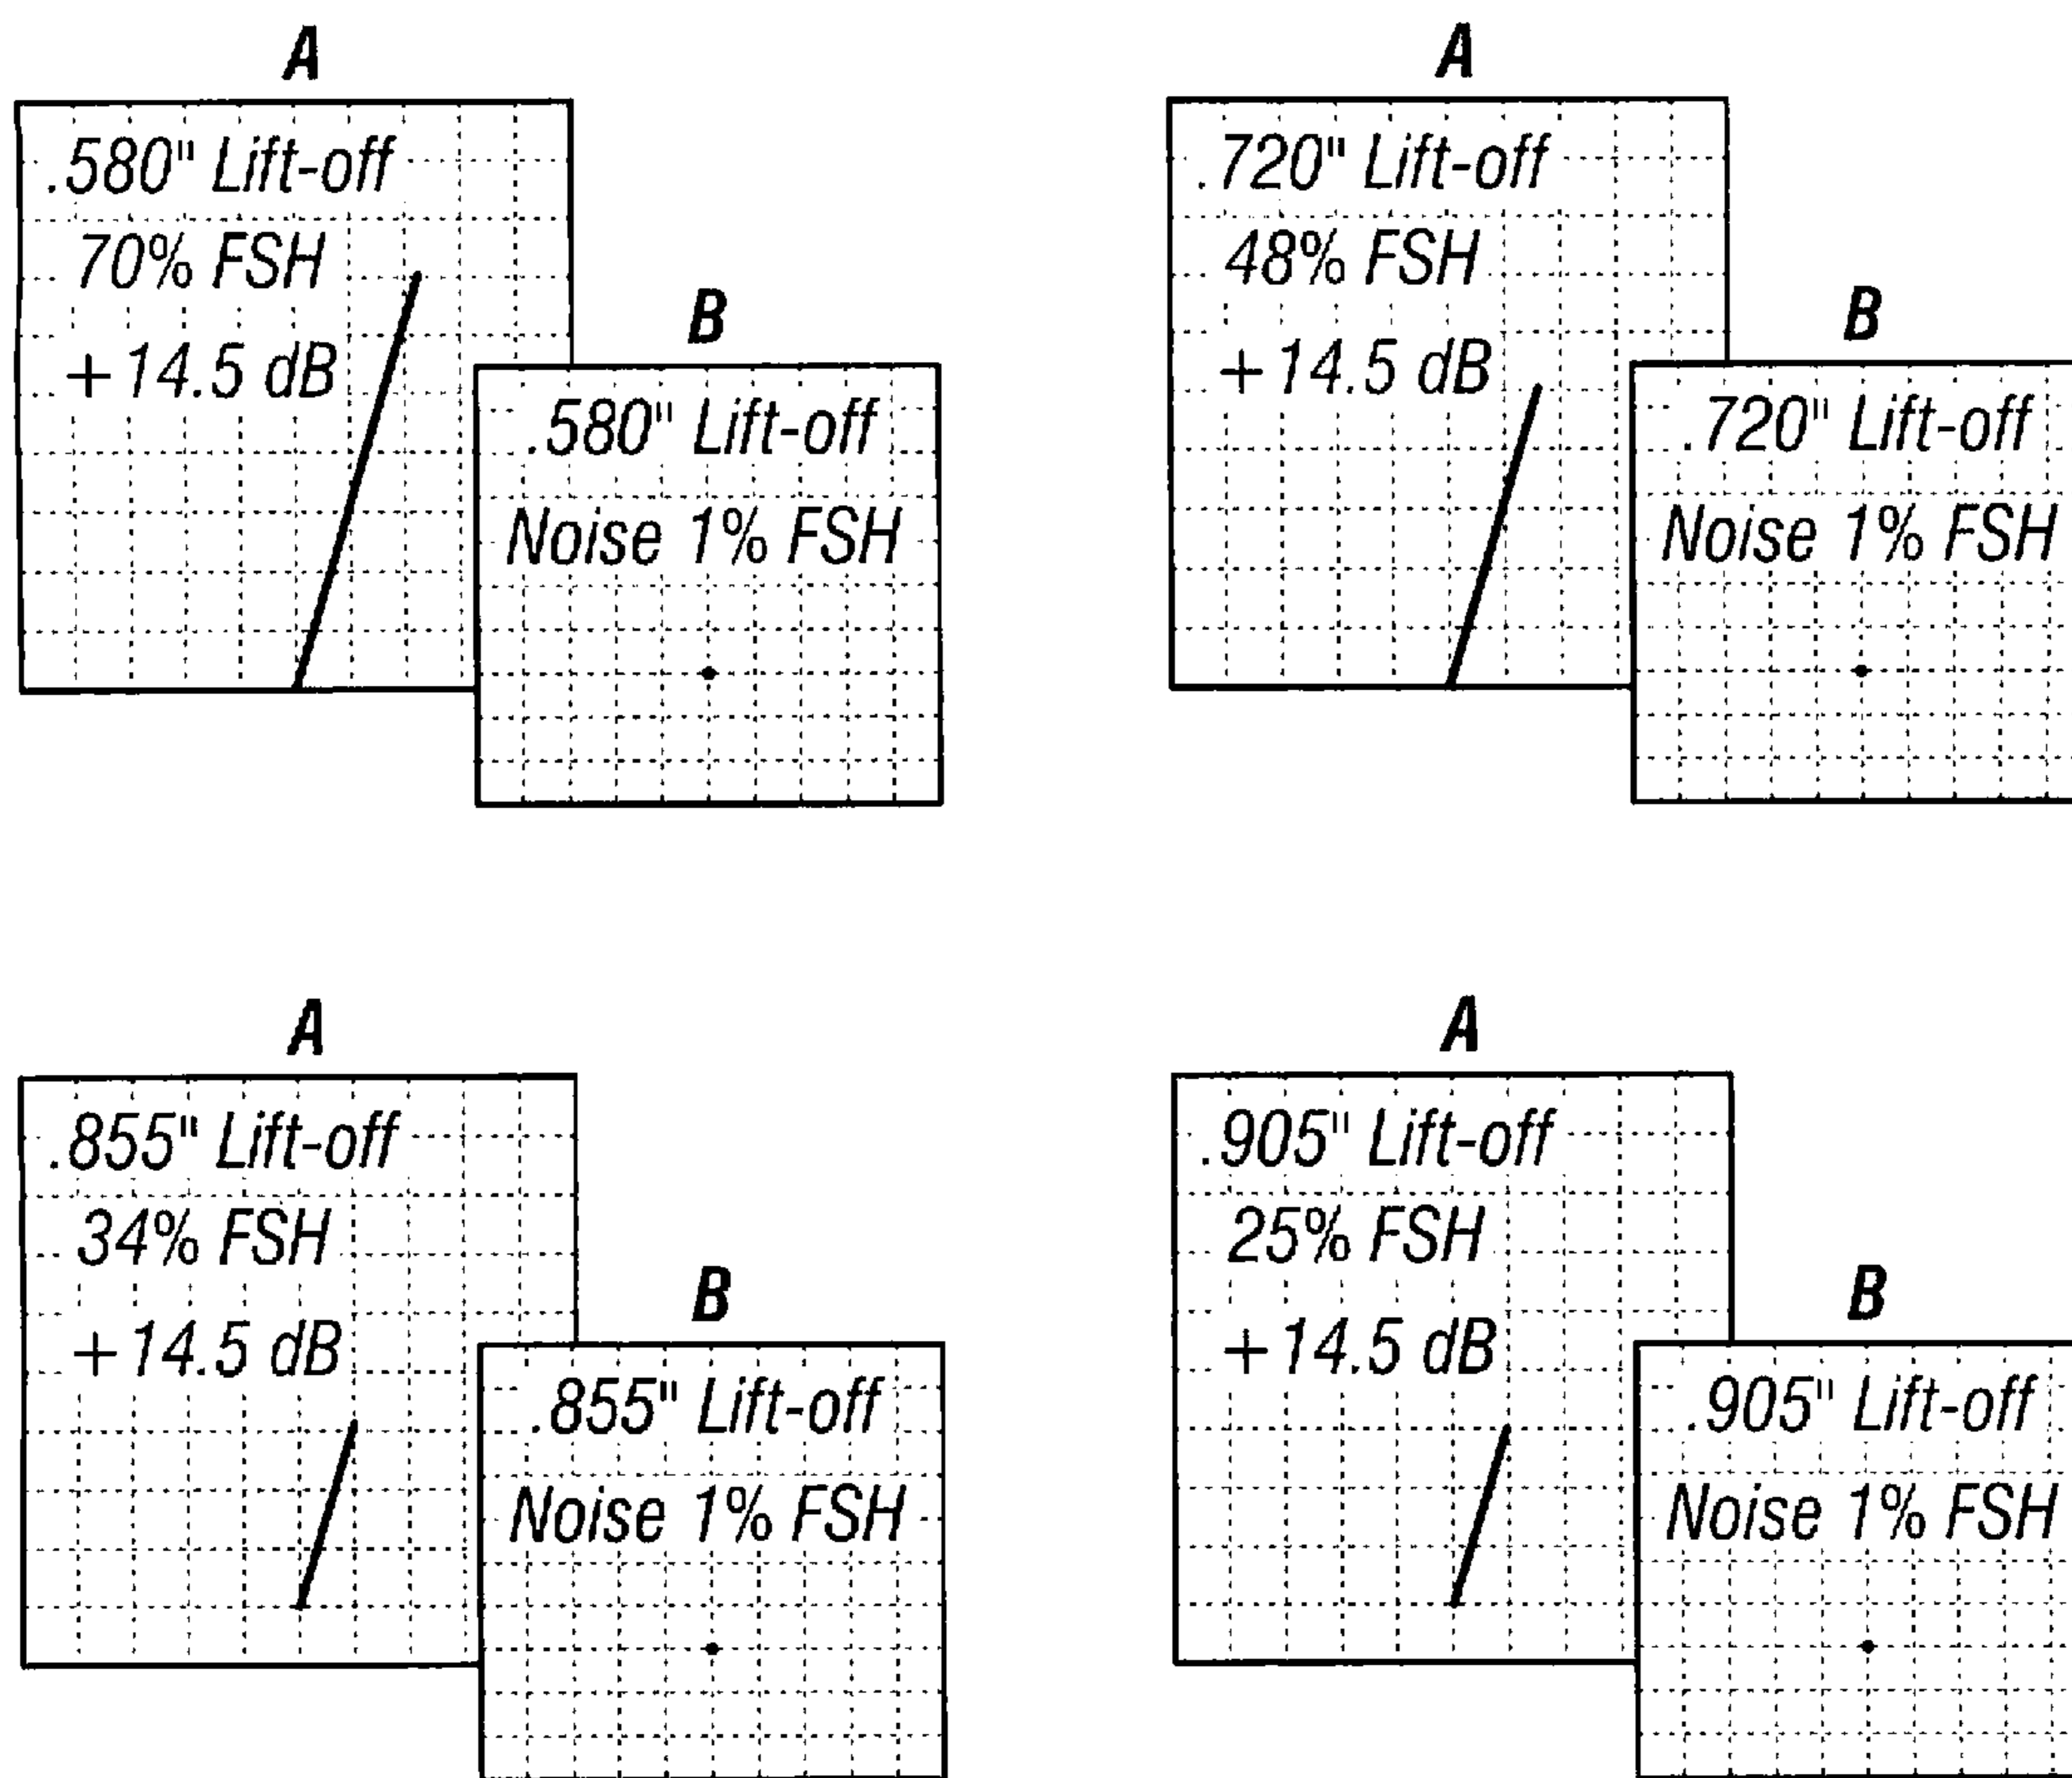 A
.580" Lift-off
70% FSH
+14.5 dB
B
.580" Lift-off
Noise 1% FSH
A
.720" Lift-off
48% FSH
+14.5 dB
B
.720" Lift-off
Noise 1% FSH
A
.855" Lift-off
34% FSH
+14.5 dB
B
.855" Lift-off
Noise 1% FSH
A
.905" Lift-off
25% FSH
+14.5 dB
B
.905" Lift-off
Noise 1% FSH